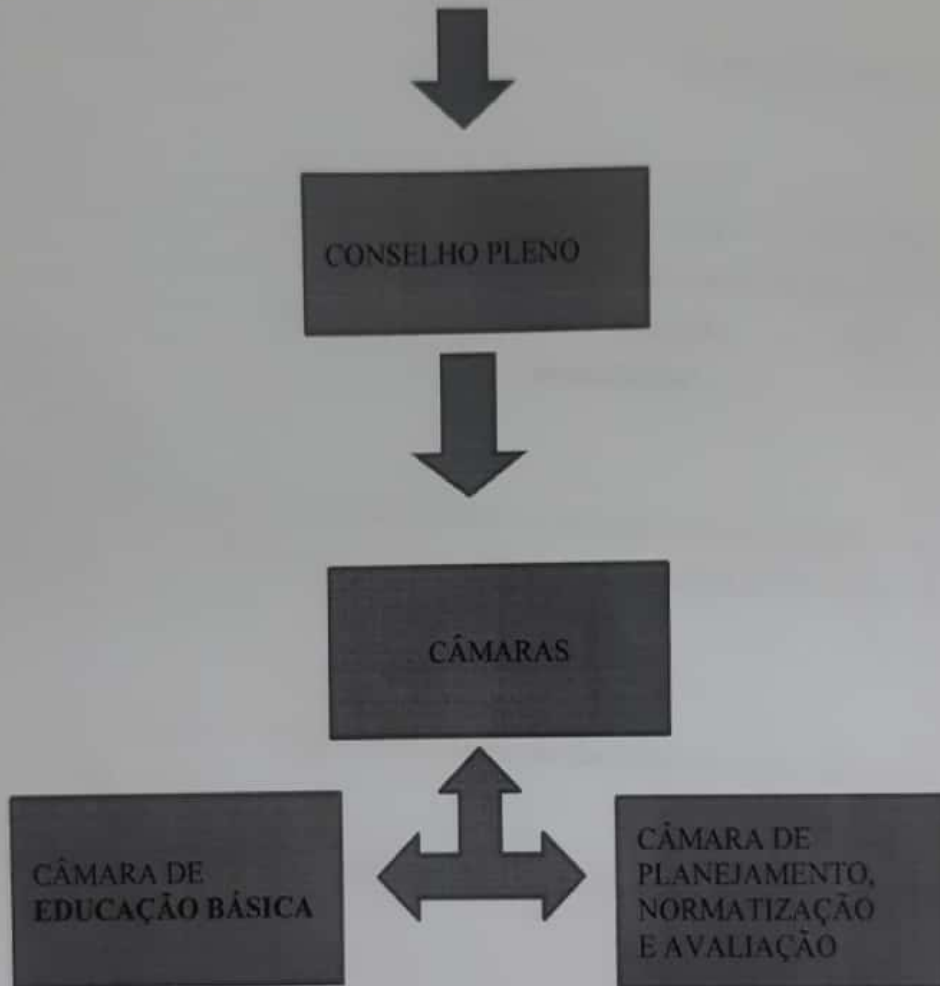 CONSELHO PLENO
CÂMARAS
CÂMARA DE
EDUCAÇÃO BÁSICA
CÂMARA DE
PLANEJAMENTO,
NORMATIZAÇÃO
E AVALIAÇÃO